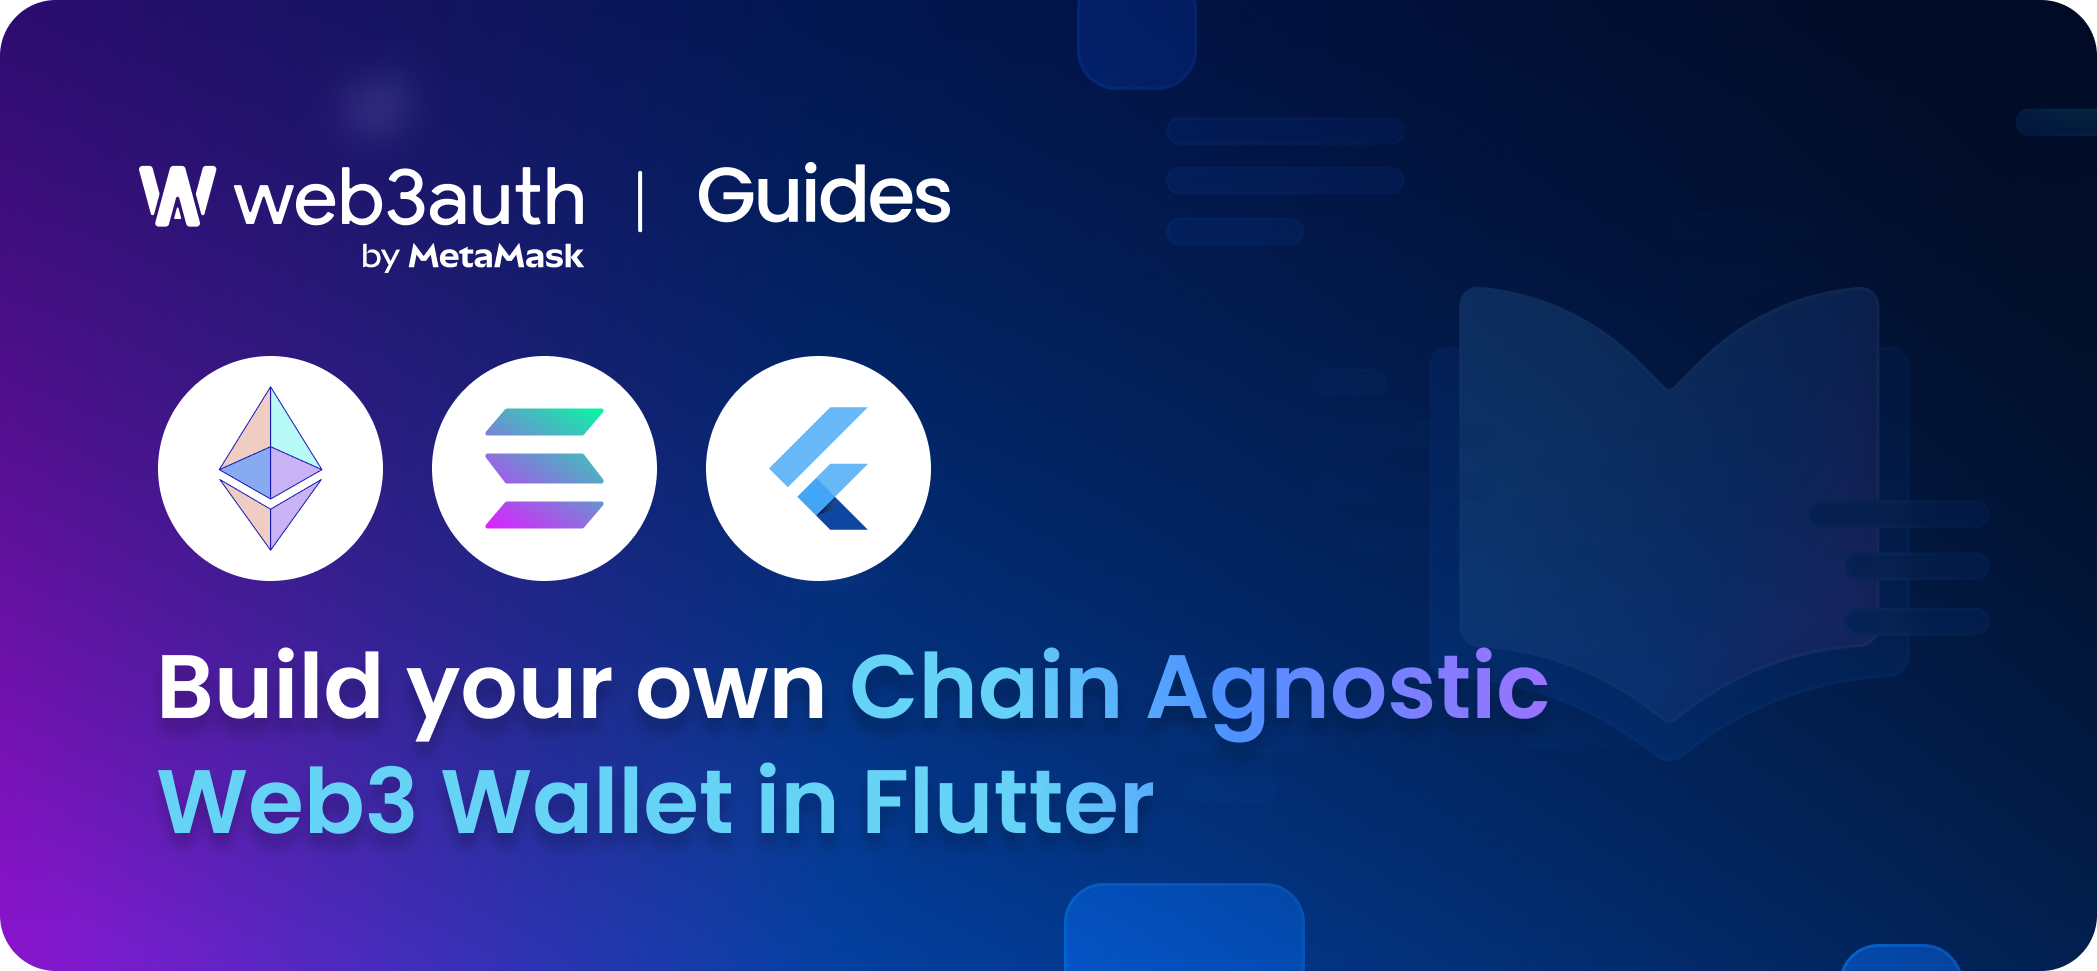 web3auth | Guides
by MetaMask
Build your own Chain Agnostic
Web3 Wallet in Flutter